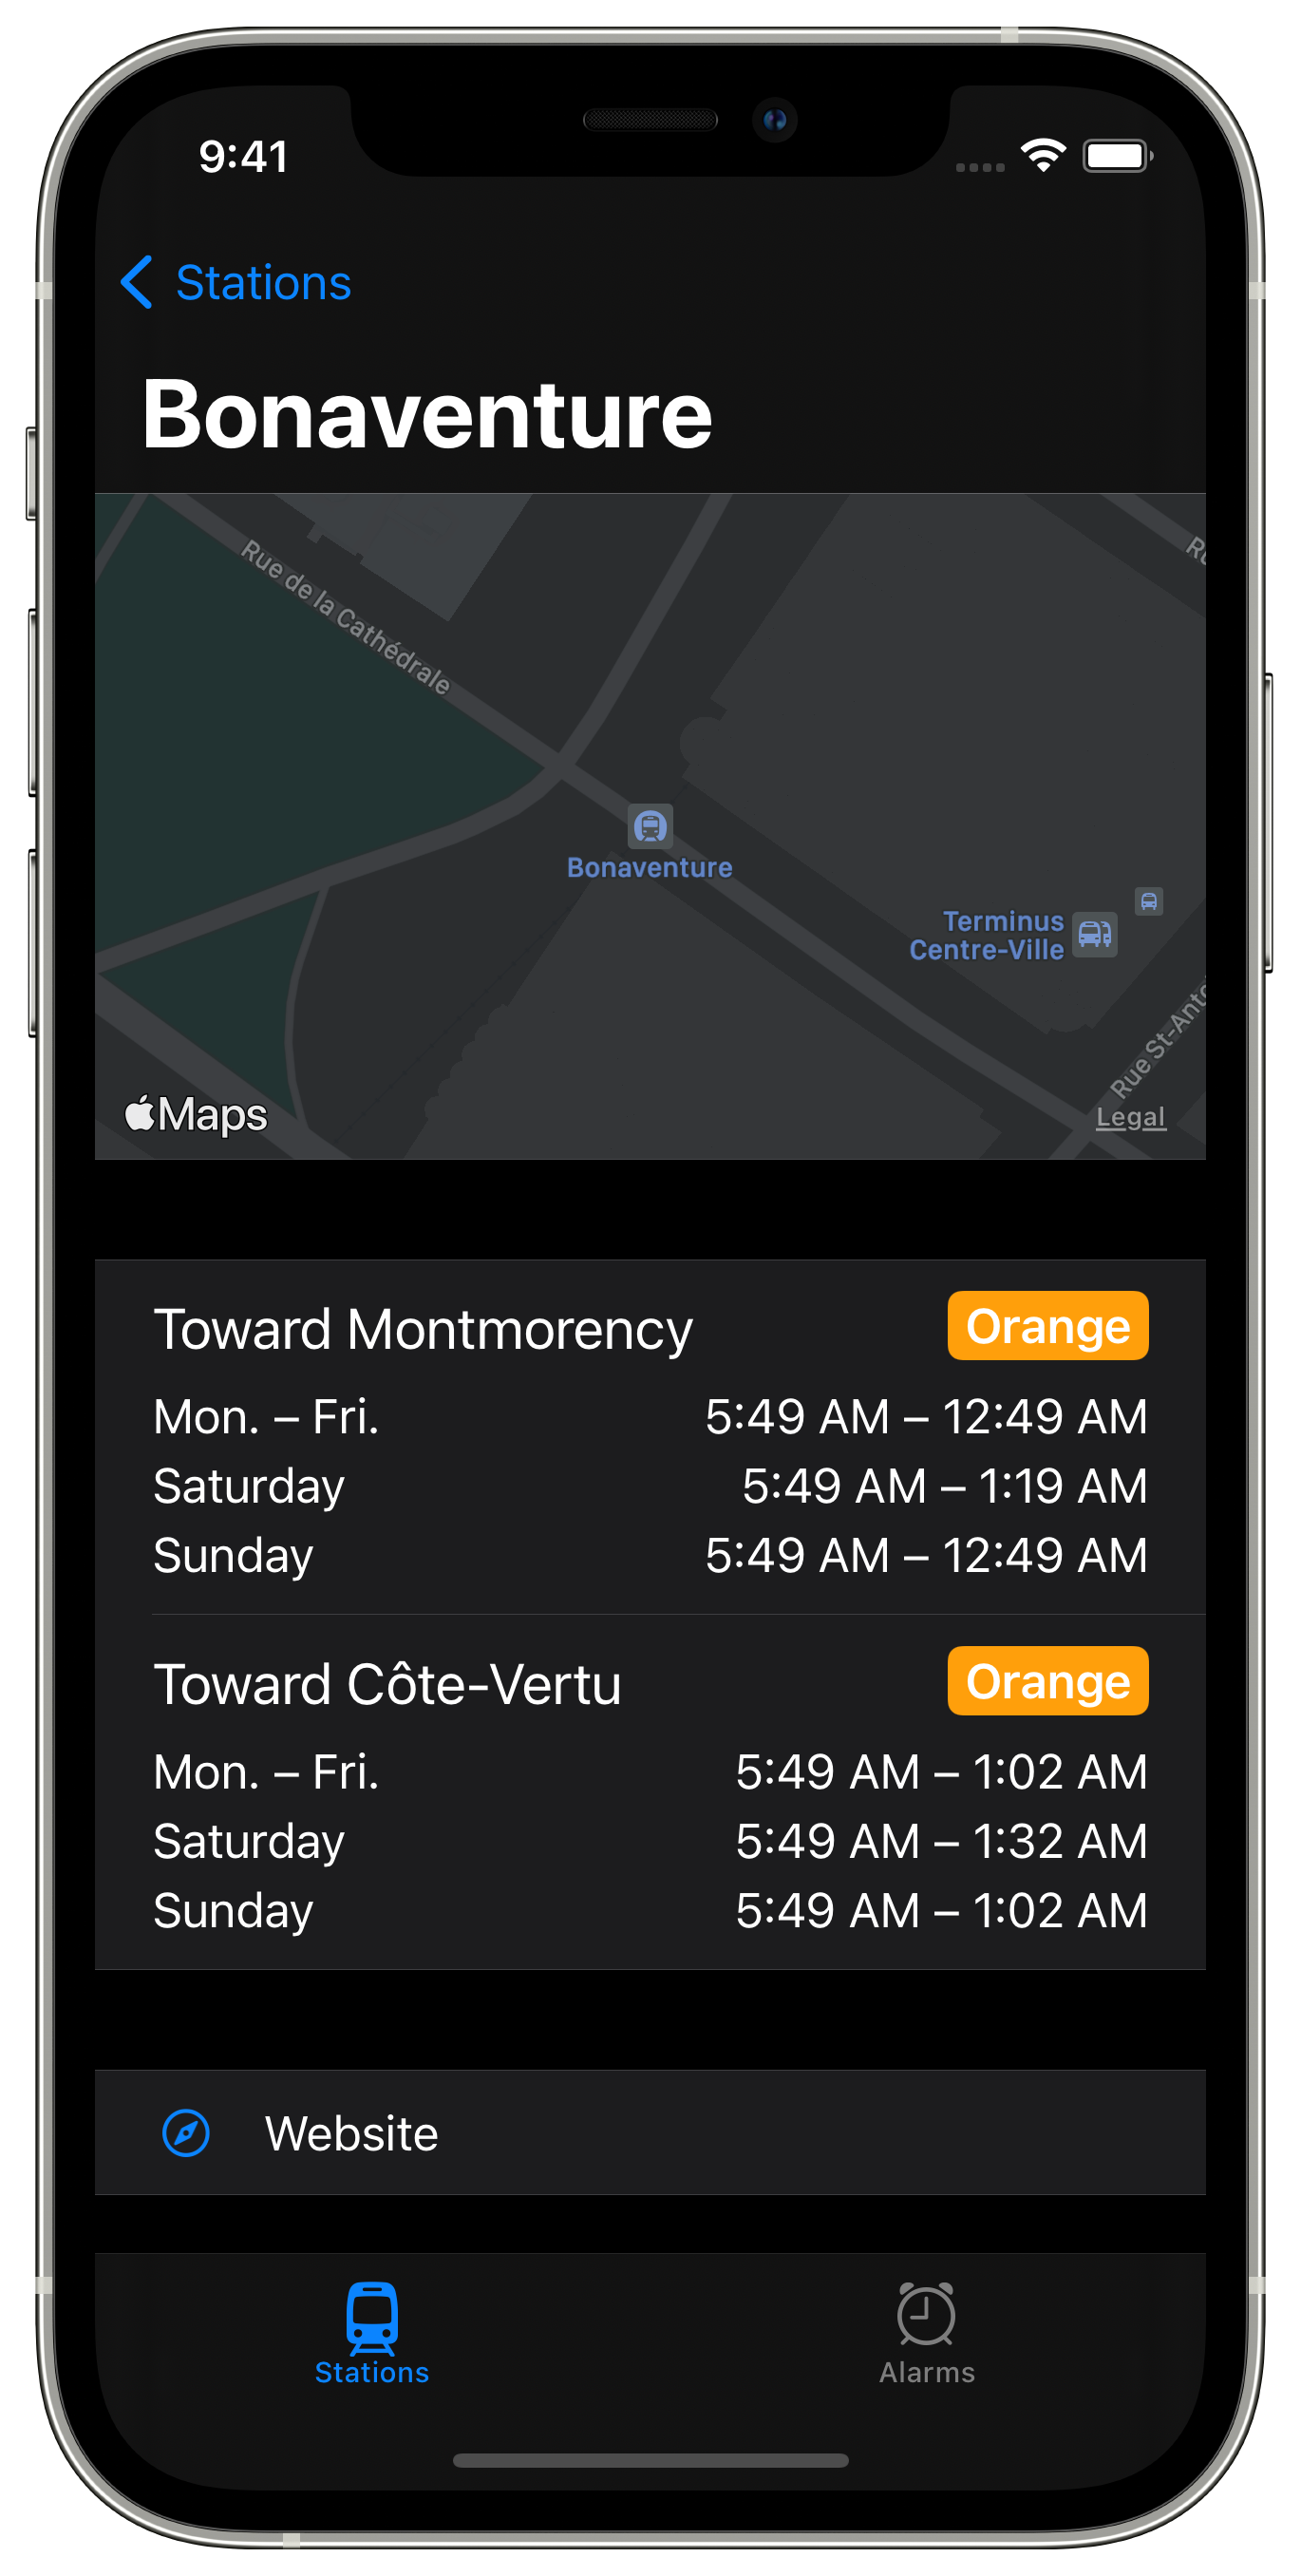 9:41
Stations
Bonaventure
Rue de la Cathédrale
Bonaventure
Terminus
Centre-Ville
Rue St-Anto
Maps
Legal
Toward Montmorency Orange
Mon. – Fri. 5:49 AM – 12:49 AM
Saturday 5:49 AM – 1:19 AM
Sunday 5:49 AM – 12:49 AM
Toward Côte-Vertu Orange
Mon. – Fri. 5:49 AM – 1:02 AM
Saturday 5:49 AM – 1:32 AM
Sunday 5:49 AM – 1:02 AM
Website
Stations Alarms